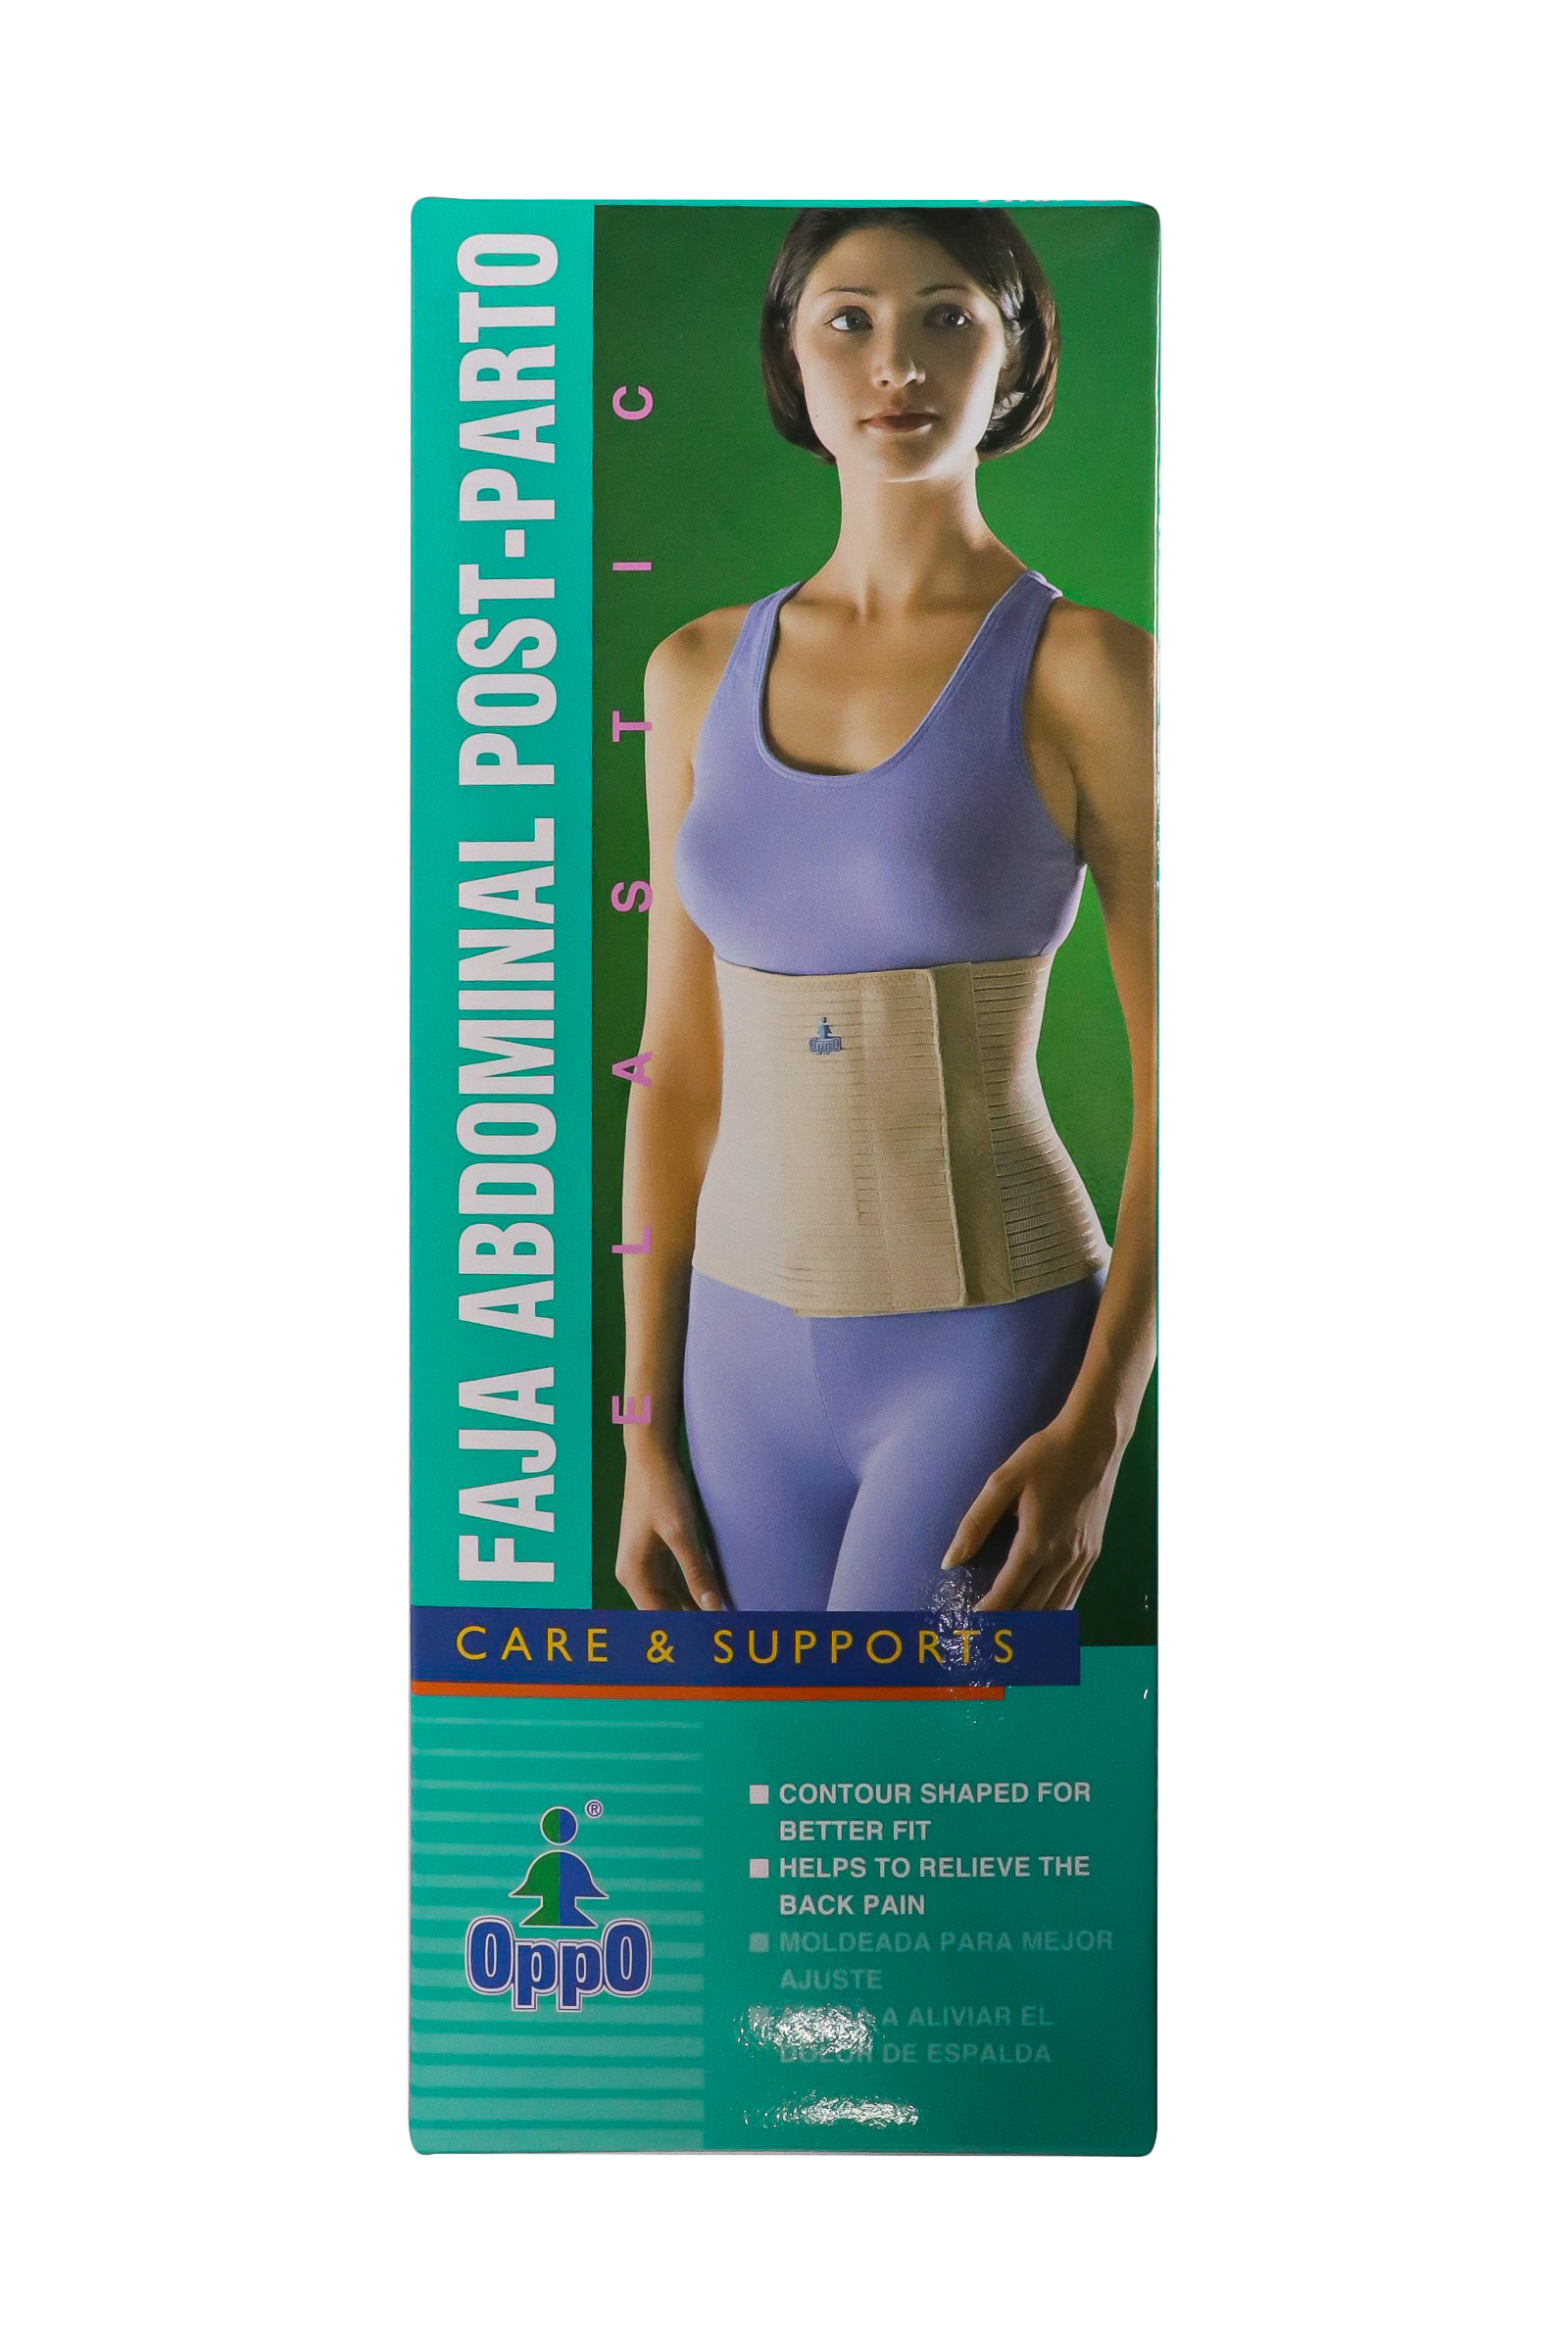 FAJA ABDOMINAL POST-PARTO
ELASTIC
OppO
CARE & SUPPORTS
®
OppO
CONTOUR SHAPED FOR
BETTER FIT
HELPS TO RELIEVE THE
BACK PAIN
MOLDEADA PARA MEJOR
AJUSTE
A ALIVIAR EL
DOLOR DE ESPALDA